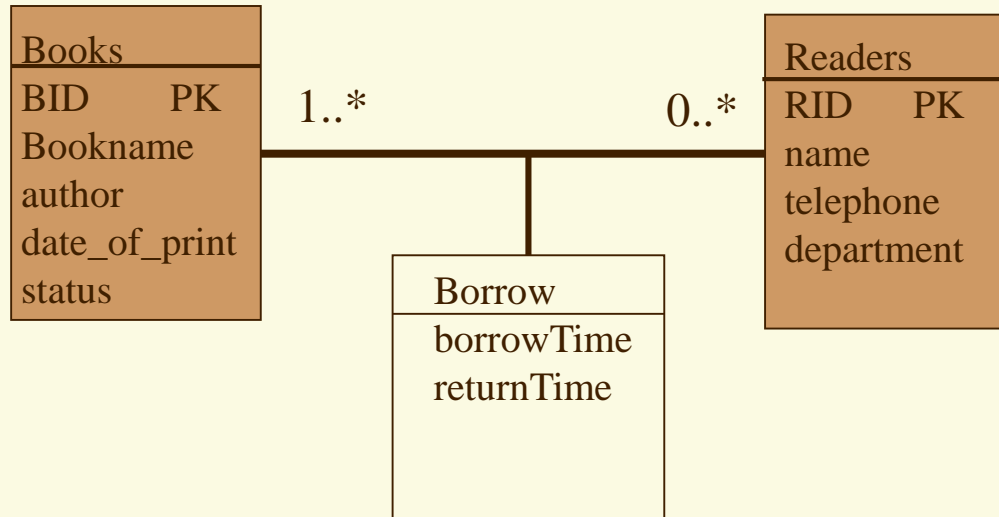 Books
BID PK
Bookname
author
date_of_print
status
1..*
0..*
Readers
RID PK
name
telephone
department
Borrow
borrowTime
returnTime